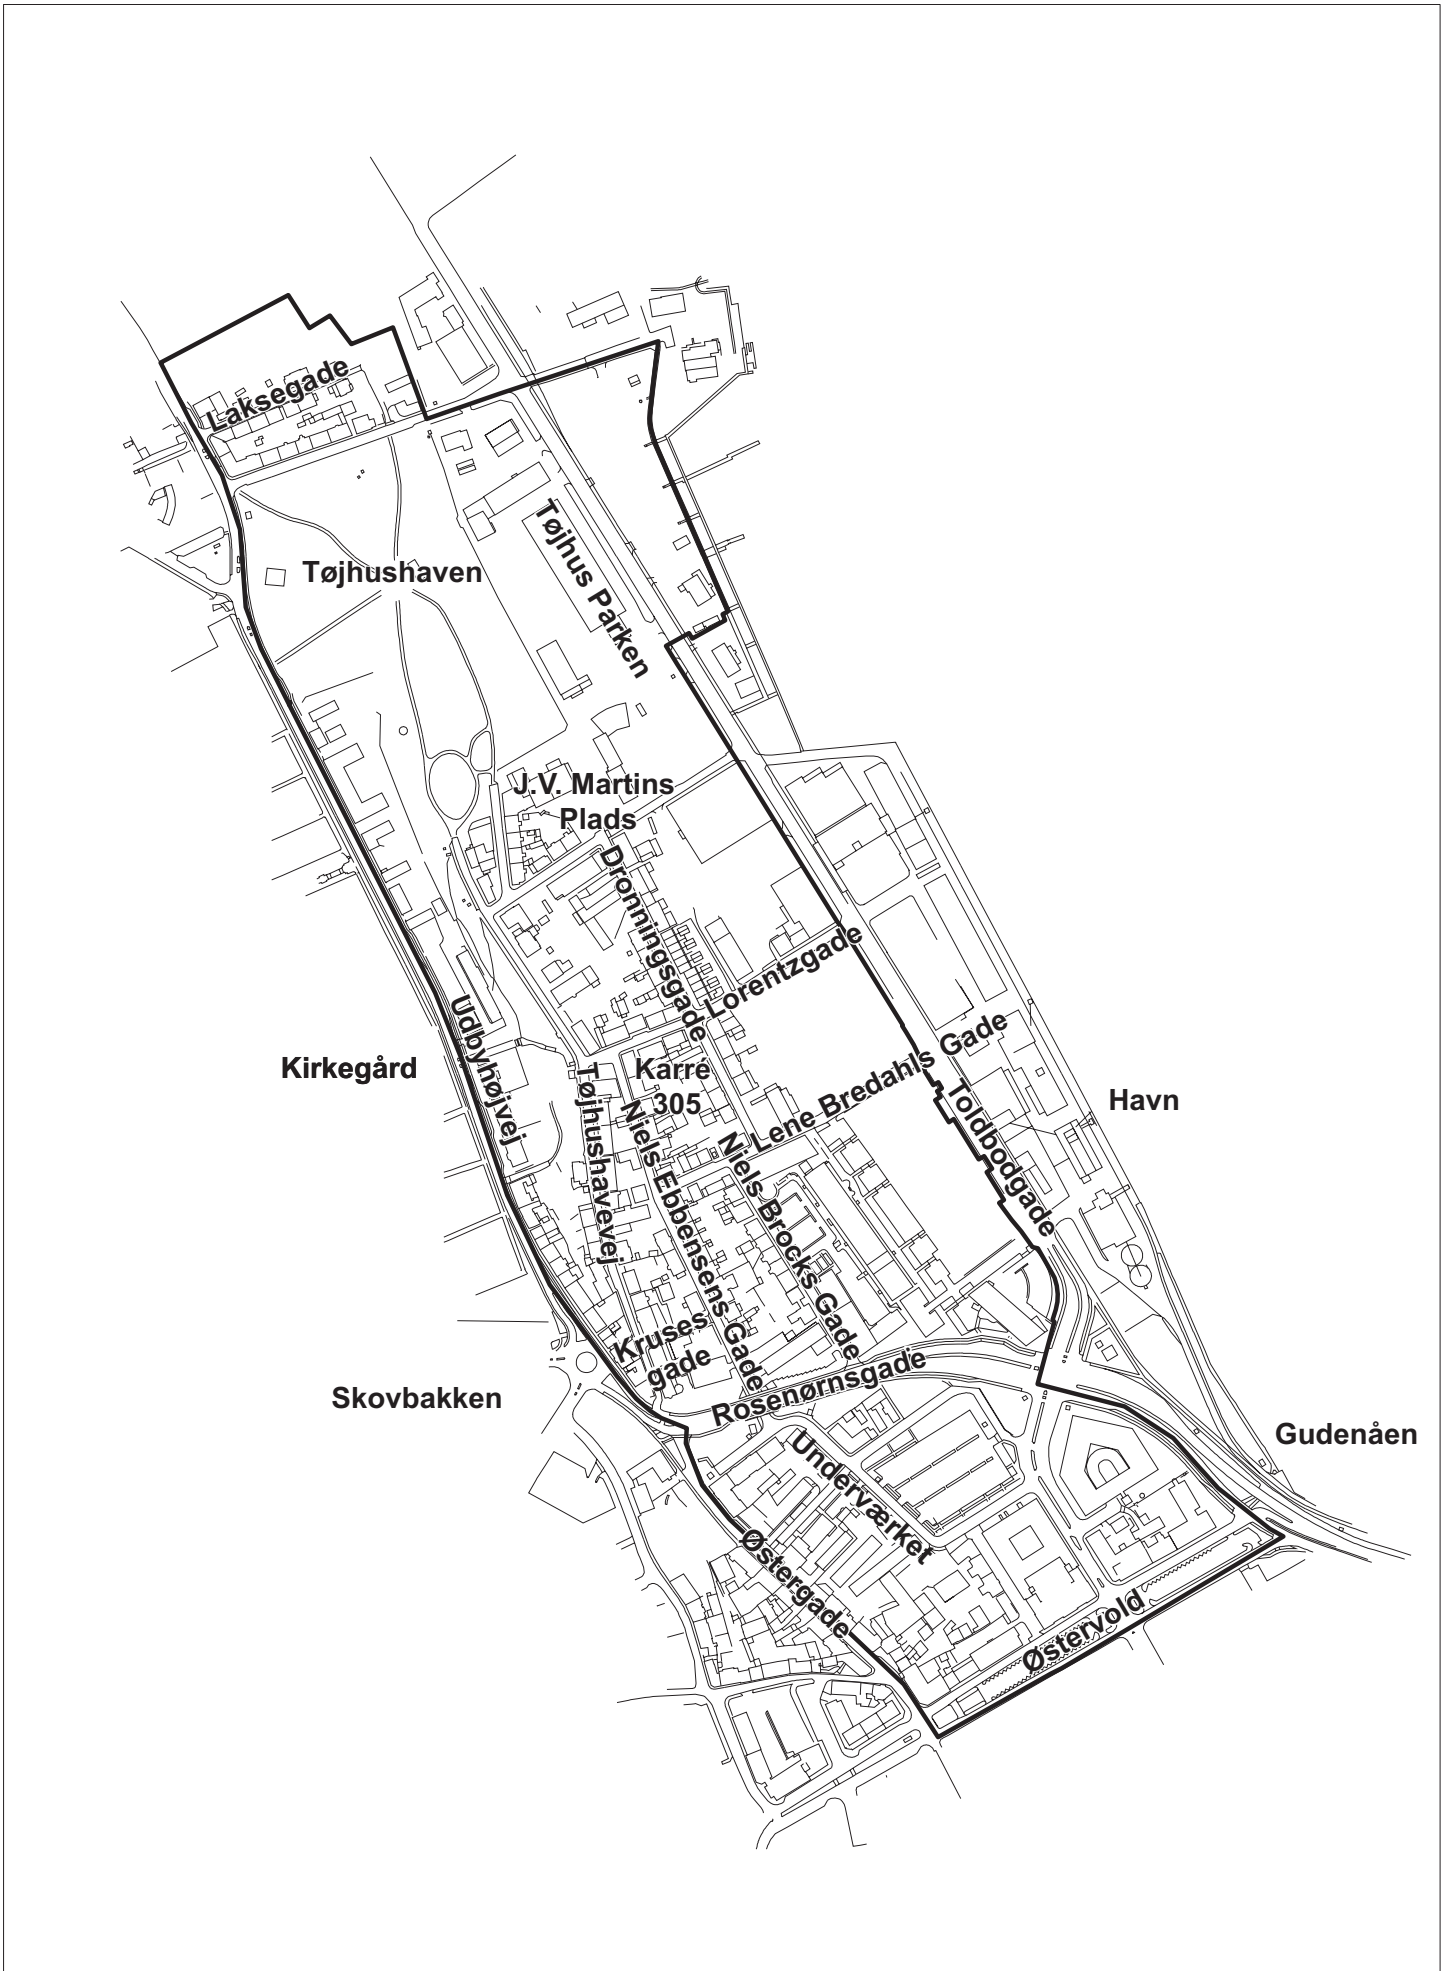 Laksegade
Tøjhushaven
Tøjhus Parken
J.V. Martins
Plads
Dronningsgade
Lorentzgade
Udbyhøjvej
Kirkegård
Karré
305
Tøjhushavevej
Niels Ebbensens Gade
Lene Bredahls Gade
Niels Brocks Gade
Toldbodgade
Havn
Kruses
gade
Rosenørnsgade
Skovbakken
Gudenåen
Underværket
Østergade
Østervold